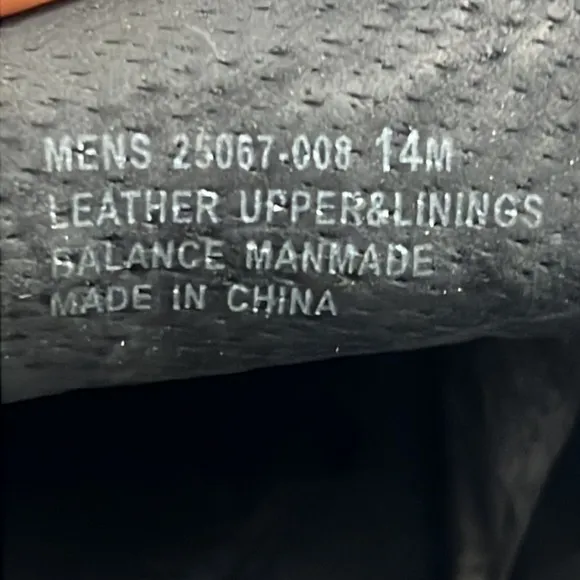 MENS 25067-008 14M
LEATHER UPPER&LININGS
BALANCE MANMADE
MADE IN CHINA